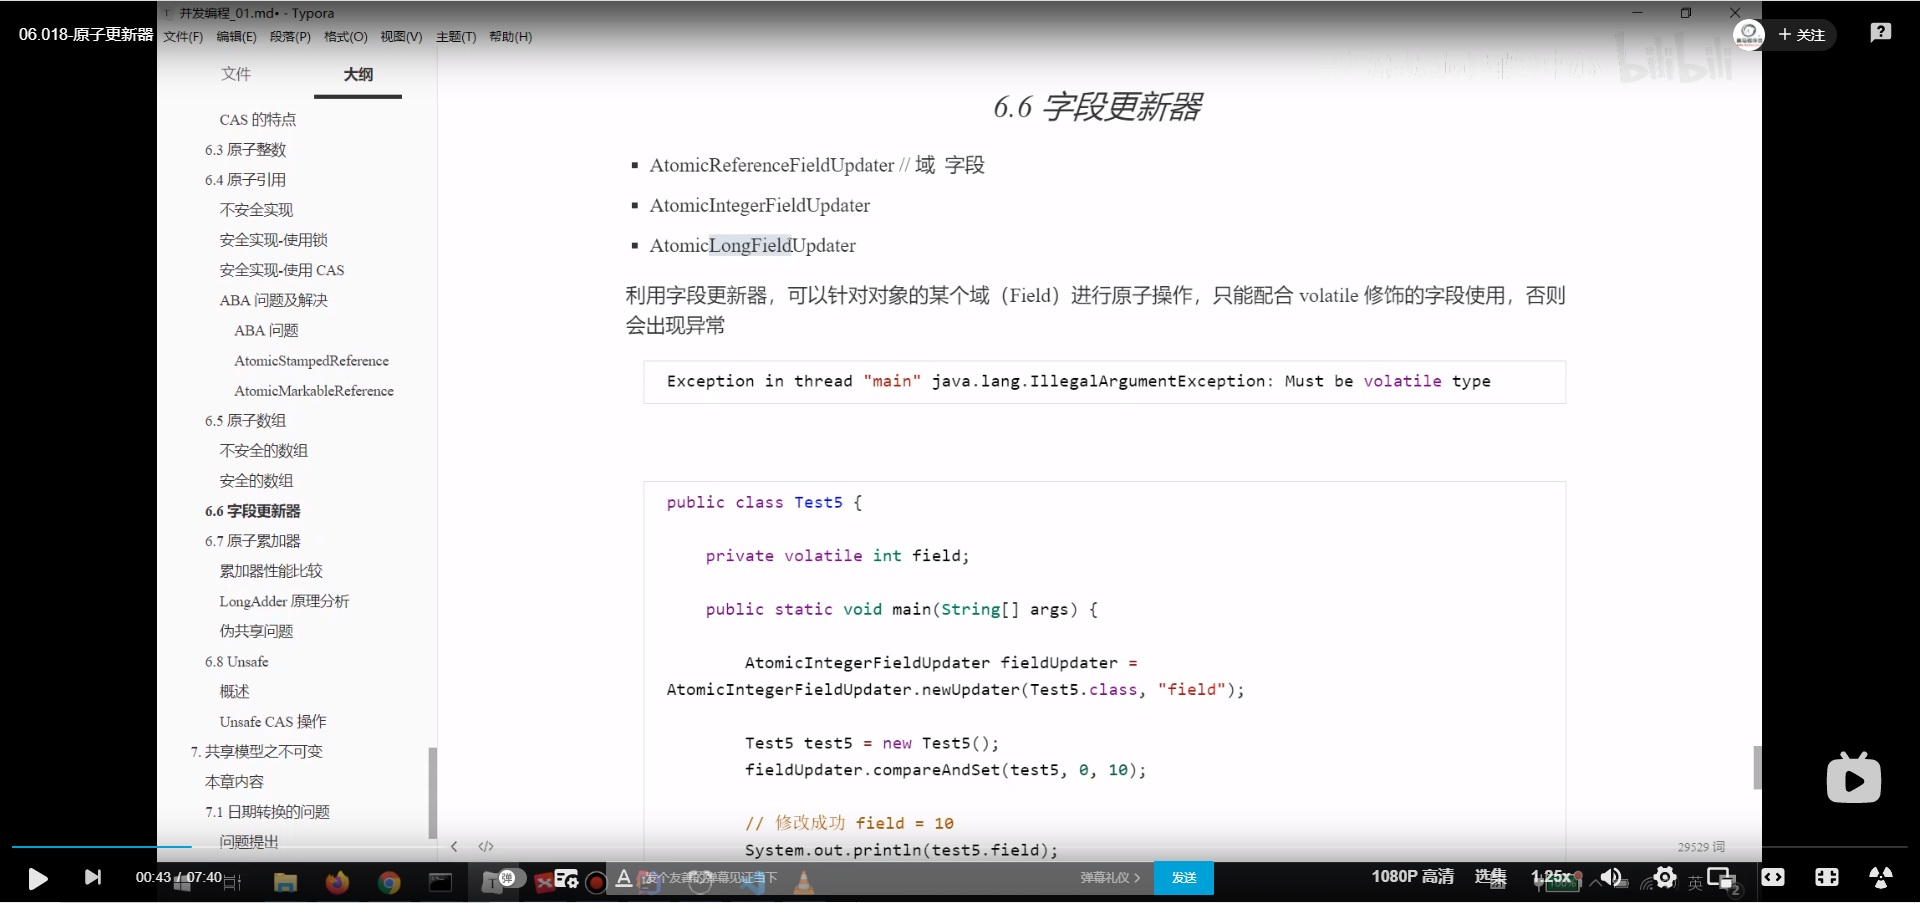 并发编程_01.md• - Typora
06.018-原子更新器
文件(F) 编辑(E) 段落(P) 格式(O) 视图(V) 主题(T) 帮助(H)
+ 关注
bilibili
文件 大纲
CAS 的特点
6.3 原子整数
6.4 原子引用
不安全实现
安全实现-使用锁
安全实现-使用 CAS
ABA 问题及解决
ABA 问题
AtomicStampedReference
AtomicMarkableReference
6.5 原子数组
不安全的数组
安全的数组
6.6 字段更新器
6.7 原子累加器
累加器性能比较
LongAdder 原理分析
伪共享问题
6.8 Unsafe
概述
Unsafe CAS 操作
7. 共享模型之不可变
本章内容
7.1 日期转换的问题
问题提出
6.6 字段更新器
AtomicReferenceFieldUpdater // 域 字段
AtomicIntegerFieldUpdater
AtomicLongFieldUpdater
利用字段更新器，可以针对对象的某个域（Field）进行原子操作，只能配合 volatile 修饰的字段使用，否则
会出现异常
Exception in thread "main" java.lang.IllegalArgumentException: Must be volatile type
public class Test5 {
private volatile int field;
public static void main(String[] args) {
AtomicIntegerFieldUpdater fieldUpdater =
AtomicIntegerFieldUpdater.newUpdater(Test5.class, "field");
Test5 test5 = new Test5();
fieldUpdater.compareAndSet(test5, 0, 10);
// 修改成功 field = 10
System.out.println(test5.field);
29529 词
00:43 / 07:40
弹
发个友善的弹幕见证当下
弹幕礼仪 >
发送
1080P 高清
选集
1.25x
100%
英
2